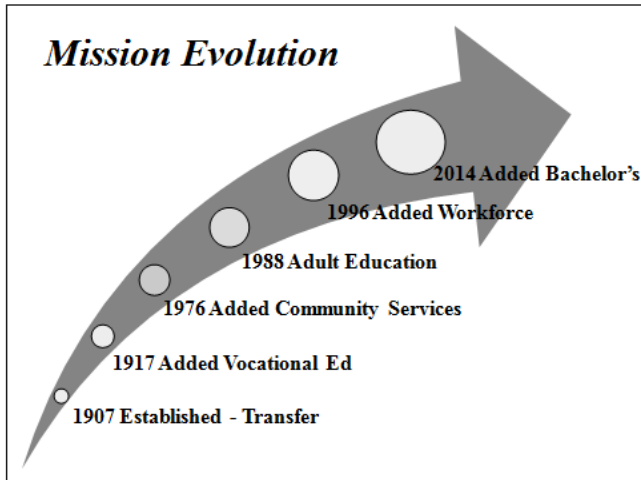 Mission Evolution
2014 Added Bachelor's
1996 Added Workforce
1988 Adult Education
1976 Added Community Services
1917 Added Vocational Ed
1907 Established - Transfer